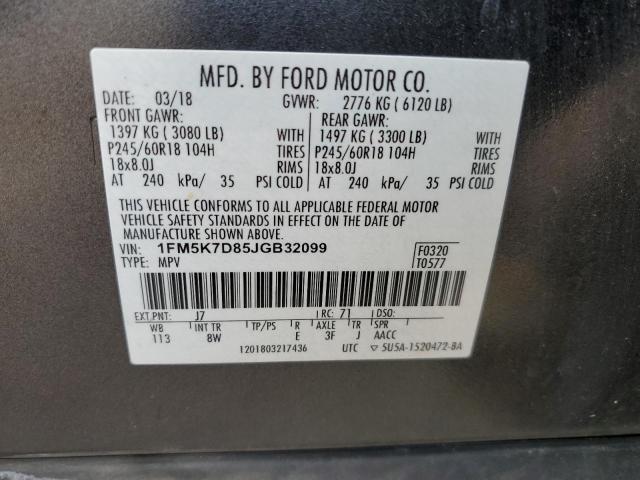 MFD. BY FORD MOTOR CO.
DATE: 03/18 GVWR: 2776 KG ( 6120 LB)
FRONT GAWR: REAR GAWR:
1397 KG ( 3080 LB) WITH 1497 KG ( 3300 LB) WITH
P245/60R18 104H TIRES P245/60R18 104H TIRES
18x8.0J RIMS 18x8.0J RIMS
AT 240 kPa/ 35 PSI COLD AT 240 kPa/ 35 PSI COLD
THIS VEHICLE CONFORMS TO ALL APPLICABLE FEDERAL MOTOR
VEHICLE SAFETY STANDARDS IN EFFECT ON THE DATE OF
MANUFACTURE SHOWN ABOVE.
VIN: 1FM5K7D85JGB32099 F0320
TYPE: MPV T0577
EXT.PNT: J7 RC: 71 DSO:
WB INT TR TP/PS R AXLE TR SPR
113 8W E 3F J AACC
1201803217436 UTC ▽ 5U5A-1520472-BA